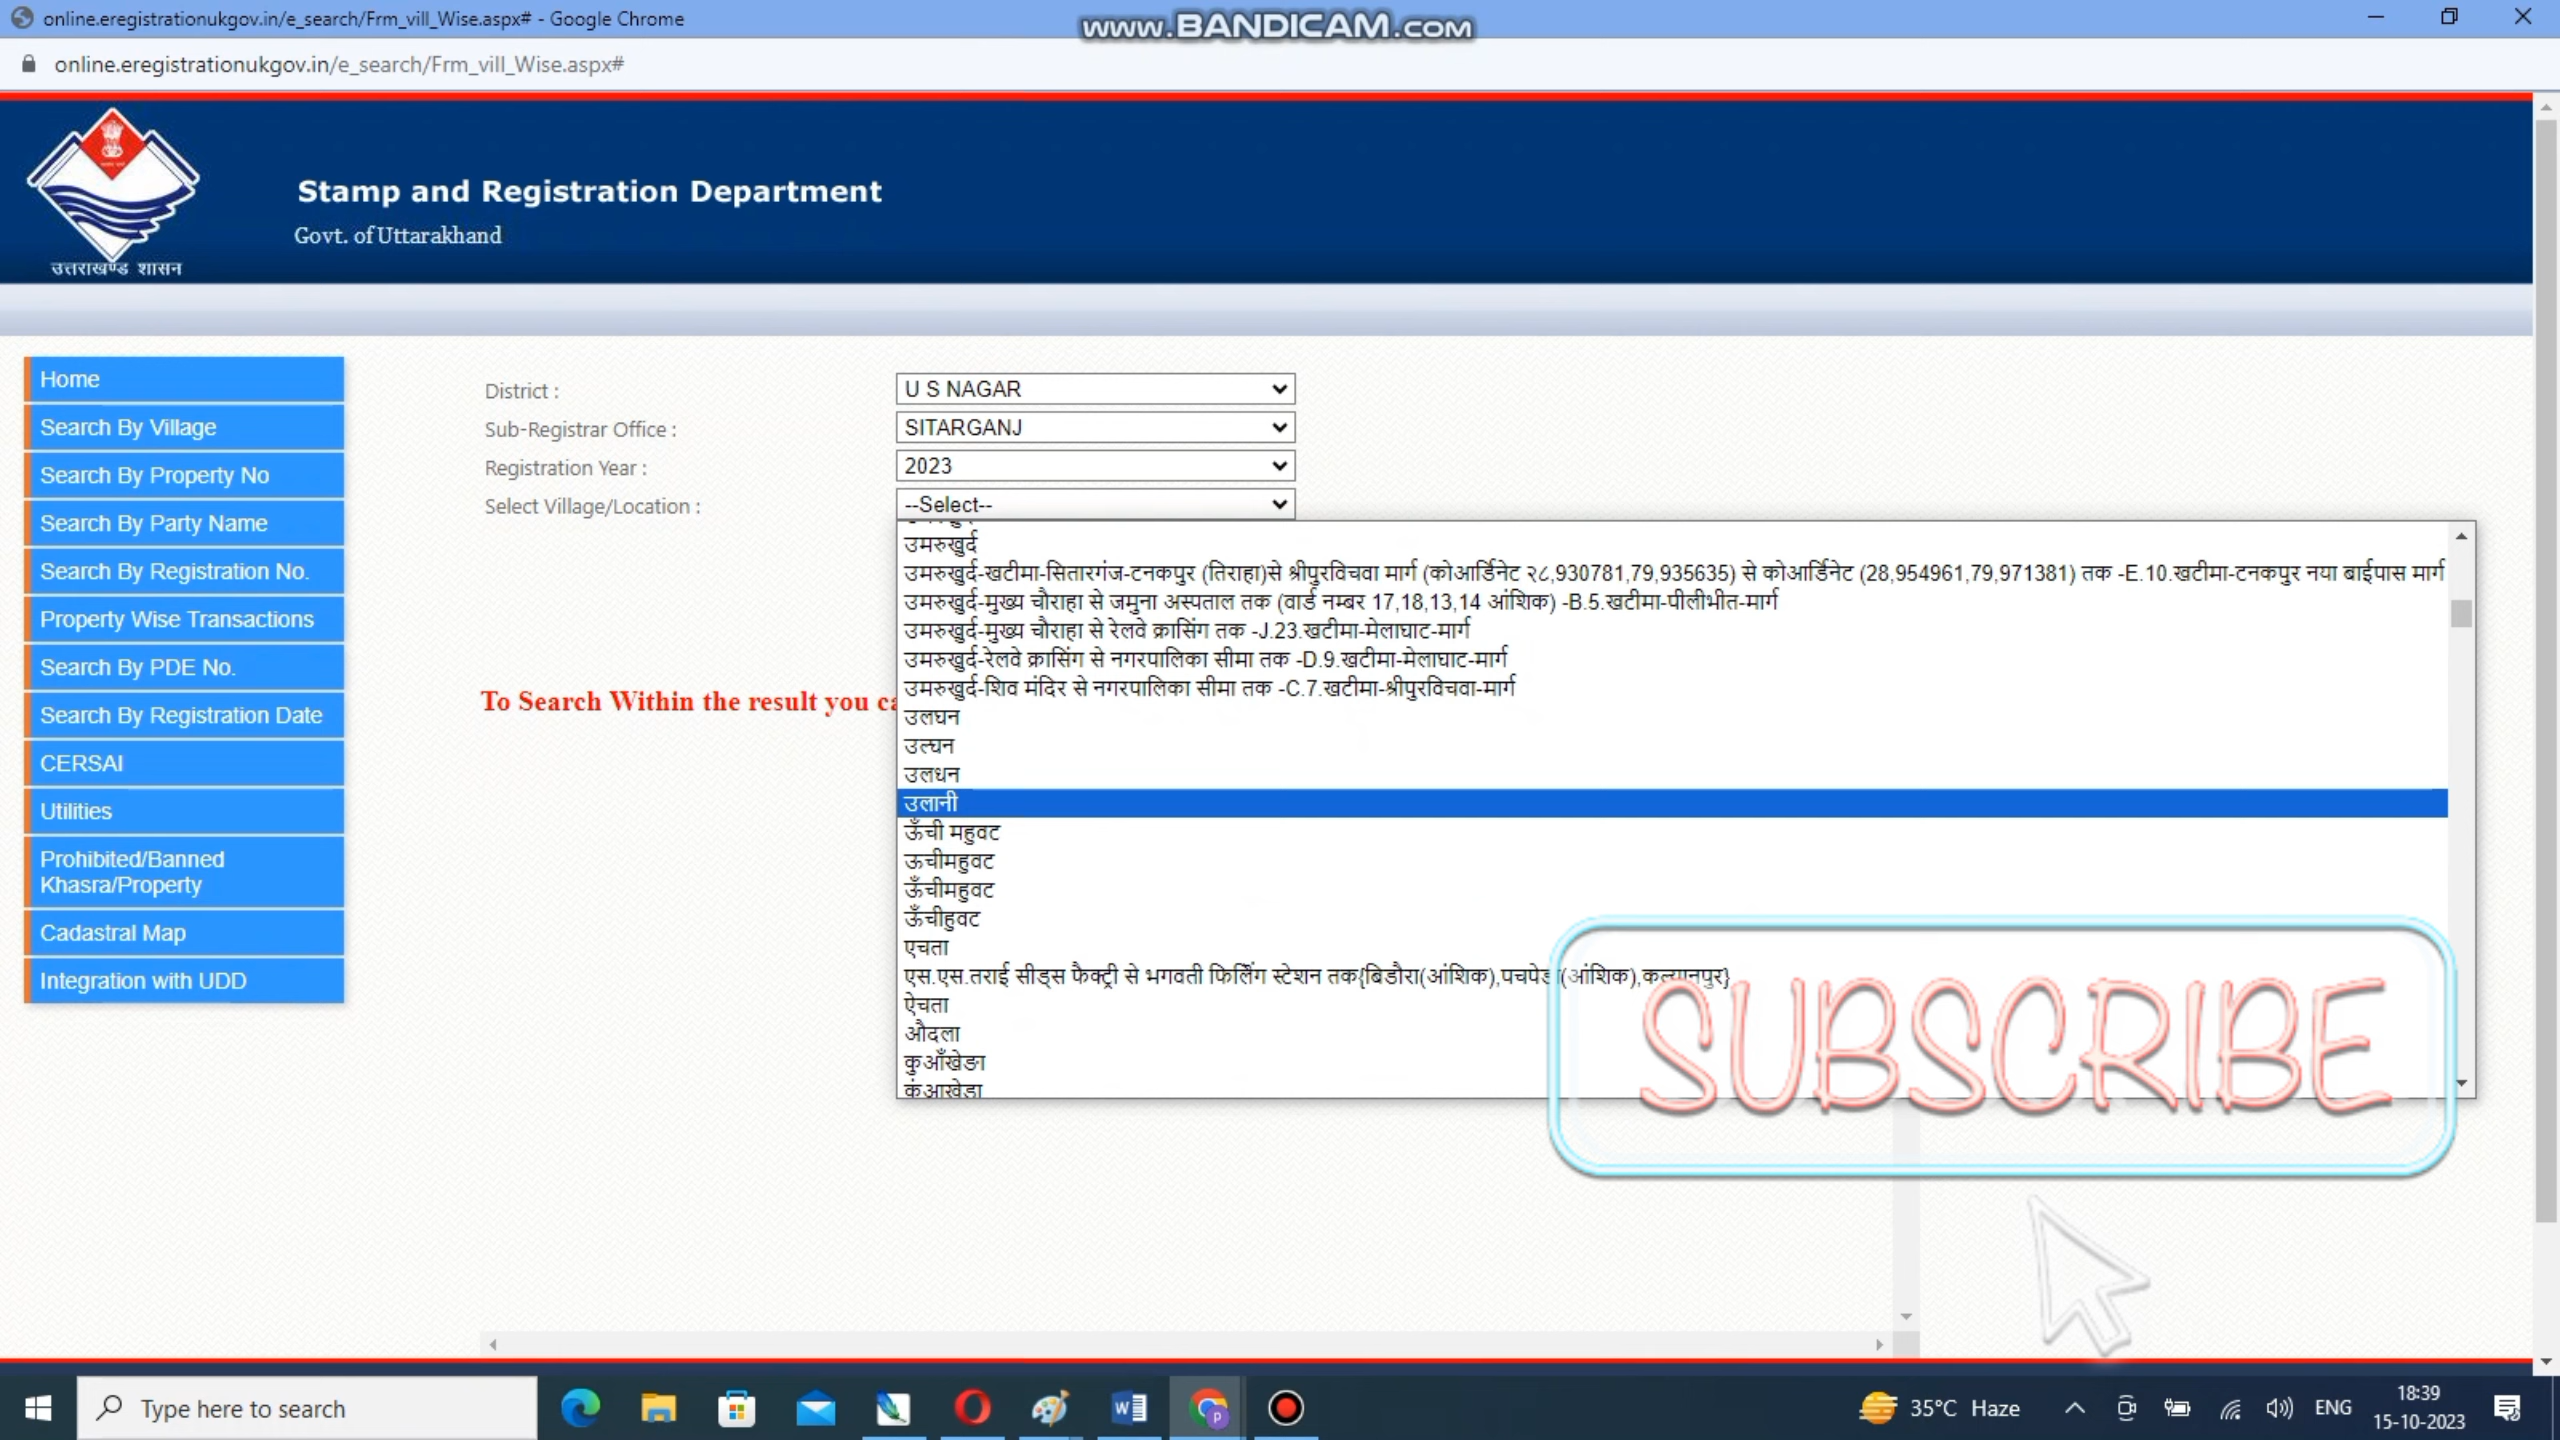 online.eregistrationukgov.in/e_search/Frm_vill_Wise.aspx# - Google Chrome
www.BANDICAM.com
online.eregistrationukgov.in/e_search/Frm_vill_Wise.aspx#
Stamp and Registration Department
Govt. of Uttarakhand
उत्तराखण्ड शासन
Home
Search By Village
Search By Property No
Search By Party Name
Search By Registration No.
Property Wise Transactions
Search By PDE No.
Search By Registration Date
CERSAI
Utilities
Prohibited/Banned
Khasra/Property
Cadastral Map
Integration with UDD
District : U S NAGAR
Sub-Registrar Office : SITARGANJ
Registration Year : 2023
Select Village/Location : --Select--
To Search Within the result you
उमरुखुर्द
उमरुखुर्द-खटीमा-सितारगंज-टनकपुर (तिराहा)से श्रीपुरविचवा मार्ग (कोआर्डिनेट २८,930781,79,935635) से कोआर्डिनेट (28,954961,79,971381) तक -E.10.खटीमा-टनकपुर नया बाईपास मार्ग
उमरुखुर्द-मुख्य चौराहा से जमुना अस्पताल तक (वार्ड नम्बर 17,18,13,14 आंशिक) -B.5.खटीमा-पीलीभीत-मार्ग
उमरुखुर्द-मुख्य चौराहा से रेलवे क्रासिंग तक -J.23.खटीमा-मेलाघाट-मार्ग
उमरुखुर्द-रेलवे क्रासिंग से नगरपालिका सीमा तक -D.9.खटीमा-मेलाघाट-मार्ग
उमरुखुर्द-शिव मंदिर से नगरपालिका सीमा तक -C.7.खटीमा-श्रीपुरविचवा-मार्ग
उलघन
उल्घन
उलधन
उलानी
ऊँची महुवट
ऊचीमहुवट
ऊँचीमहुवट
ऊँचीहुवट
एचता
एस.एस.तराई सीड्स फैक्ट्री से भगवती फिलिंग स्टेशन तक{बिडौरा(आंशिक),पचपेडा(आंशिक),कल्यानपुर}
ऐचता
औदला
कुआँखेडा
SUBSCRIBE
Type here to search
35°C Haze
ENG
18:39
15-10-2023